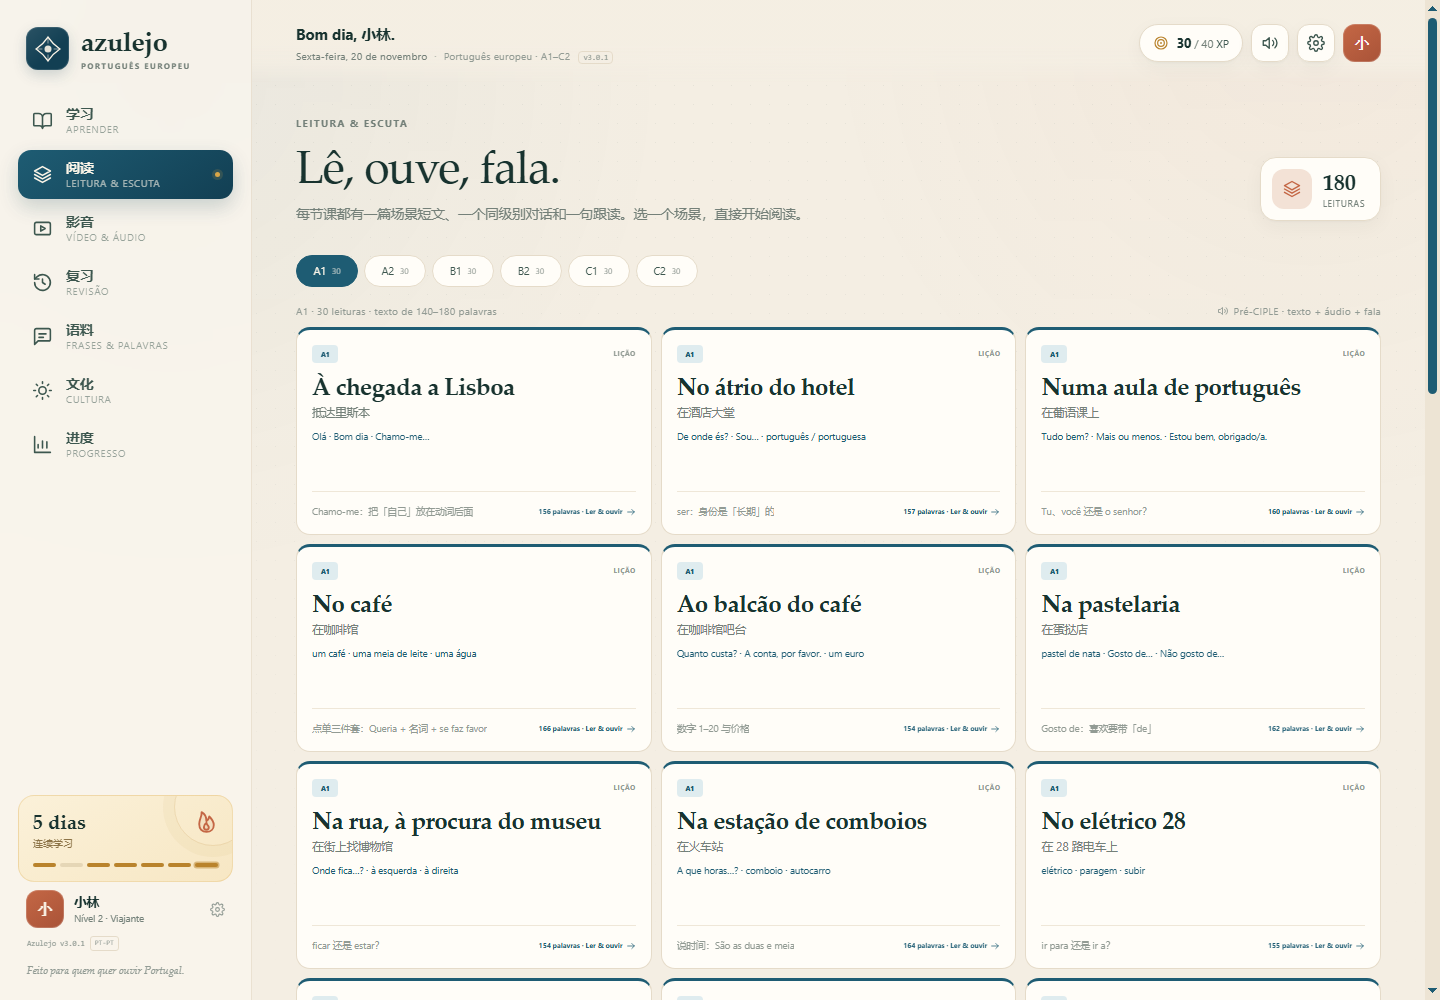 azulejo
PORTUGUÊS EUROPEU
学习
APRENDER
阅读
LEITURA & ESCUTA
影音
VÍDEO & ÁUDIO
复习
REVISÃO
语料
FRASES & PALAVRAS
文化
CULTURA
进度
PROGRESSO
5 dias
连续学习
小
小林
Nível 2 · Viajante
Azulejo v3.0.1 PT-PT
Feito para quem quer ouvir Portugal.
Bom dia, 小林.
Sexta-feira, 20 de novembro · Português europeu · A1–C2 v3.0.1
30 / 40 XP
小
LEITURA & ESCUTA
Lê, ouve, fala.
每节课都有一篇场景短文、一个同级别对话和一句跟读。选一个场景，直接开始阅读。
180
LEITURAS
A1 30
A2 30
B1 30
B2 30
C1 30
C2 30
A1 · 30 leituras · texto de 140–180 palavras
Pré-CIPLE · texto + áudio + fala
A1 LIÇÃO
À chegada a Lisboa
抵达里斯本
Olá · Bom dia · Chamo-me...
Chamo-me：把「自己」放在动词后面
156 palavras · Ler & ouvir →
A1 LIÇÃO
No átrio do hotel
在酒店大堂
De onde és? · Sou... · português / portuguesa
ser：身份是「长期」的
157 palavras · Ler & ouvir →
A1 LIÇÃO
Numa aula de português
在葡语课上
Tudo bem? · Mais ou menos. · Estou bem, obrigado/a.
Tu、você 还是 o senhor?
160 palavras · Ler & ouvir →
A1 LIÇÃO
No café
在咖啡馆
um café · uma meia de leite · uma água
点单三件套：Queria + 名词 + se faz favor
166 palavras · Ler & ouvir →
A1 LIÇÃO
Ao balcão do café
在咖啡馆吧台
Quanto custa? · A conta, por favor. · um euro
数字 1–20 与价格
154 palavras · Ler & ouvir →
A1 LIÇÃO
Na pastelaria
在蛋挞店
pastel de nata · Gosto de... · Não gosto de...
Gosto de：喜欢要带「de」
162 palavras · Ler & ouvir →
A1 LIÇÃO
Na rua, à procura do museu
在街上找博物馆
Onde fica...? · à esquerda · à direita
ficar 还是 estar?
154 palavras · Ler & ouvir →
A1 LIÇÃO
Na estação de comboios
在火车站
A que horas...? · comboio · autocarro
说时间：São as duas e meia
164 palavras · Ler & ouvir →
A1 LIÇÃO
No elétrico 28
在 28 路电车上
elétrico · paragem · subir
ir para 还是 ir a?
155 palavras · Ler & ouvir →